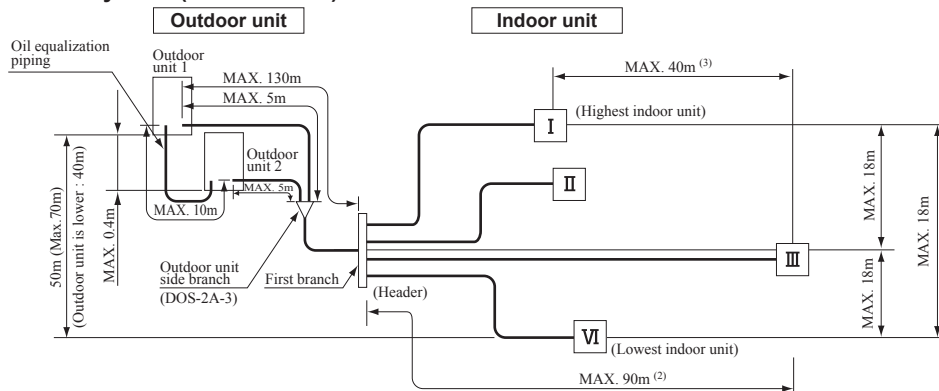 Outdoor unit
Indoor unit
Oil equalization
piping
Outdoor
unit 1
MAX. 130m
MAX. 5m
MAX. 40m (3)
I
(Highest indoor unit)
Outdoor
unit 2
MAX. 5m
MAX. 10m
II
50m (Max.70m)
(Outdoor unit is lower : 40m)
MAX. 0.4m
MAX. 18m
MAX. 18m
MAX. 18m
Outdoor unit
side branch
(DOS-2A-3)
First branch
(Header)
III
VI
(Lowest indoor unit)
MAX. 90m (2)